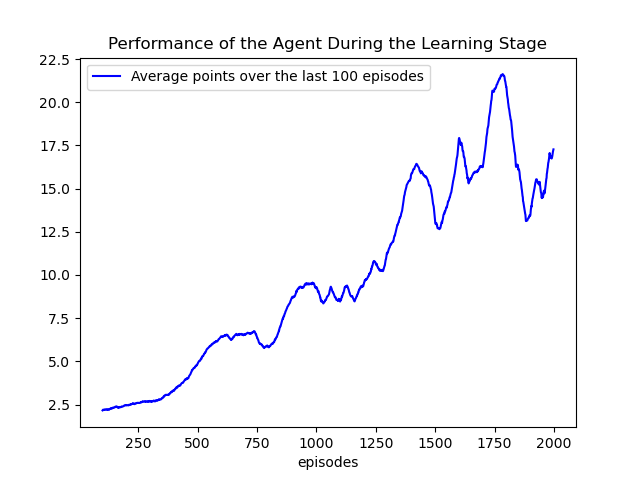 Performance of the Agent During the Learning Stage
Average points over the last 100 episodes
22.5
20.0
17.5
15.0
12.5
10.0
7.5
5.0
2.5
250 500 750 1000 1250 1500 1750 2000
episodes